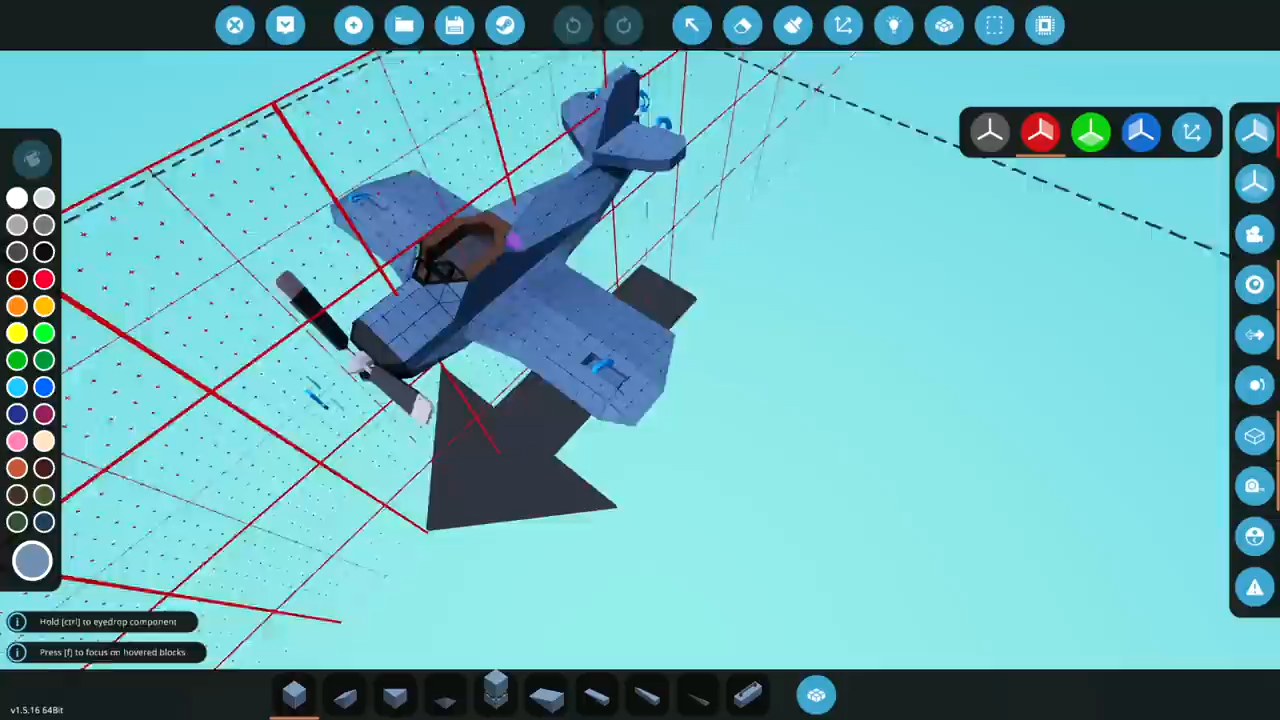 Hold [ctrl] to eyedrop component
Press [f] to focus on hovered blocks
v1.5.16 64Bit